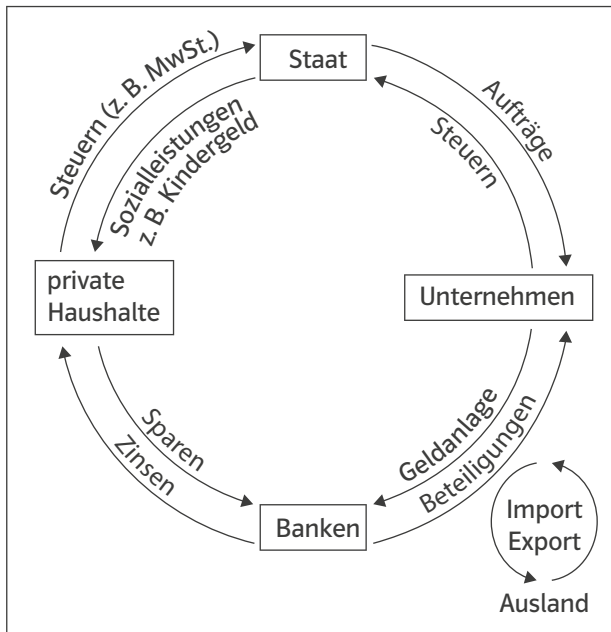 Staat
Steuern (z. B. MwSt.)
Sozialleistungen
z. B. Kindergeld
Aufträge
Steuern
private
Haushalte
Unternehmen
Sparen
Zinsen
Geldanlage
Beteiligungen
Banken
Import
Export
Ausland